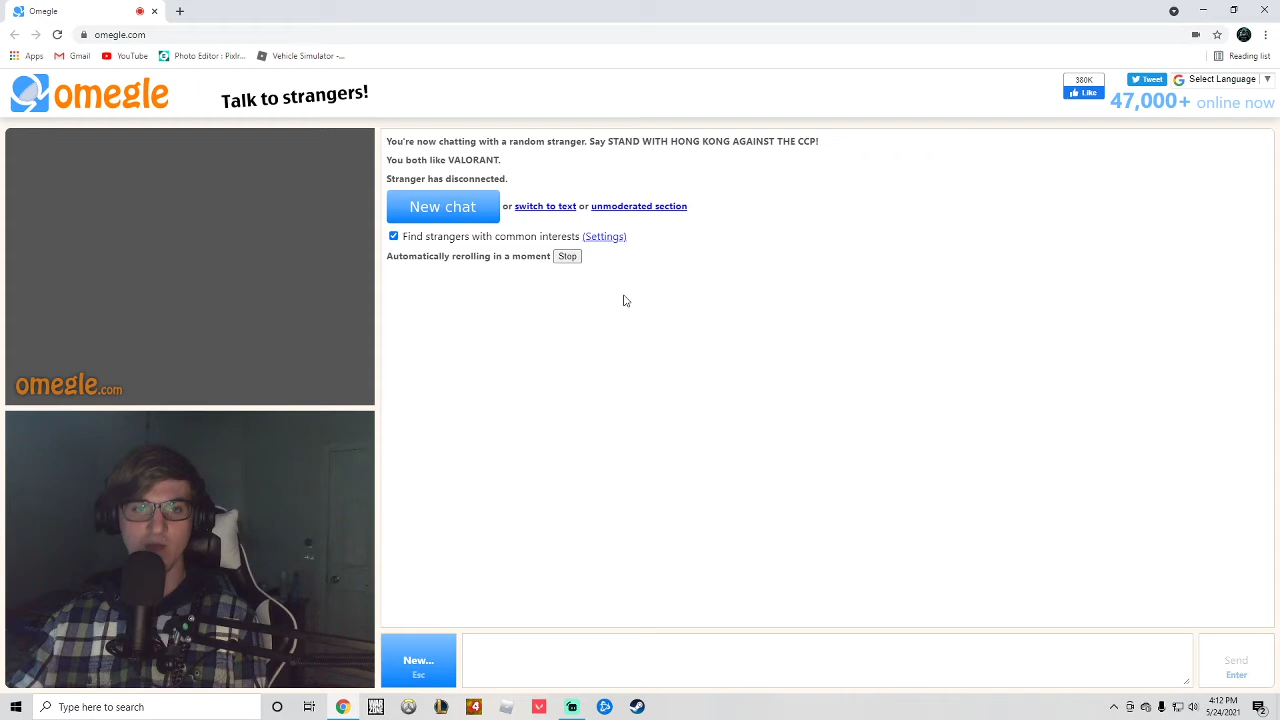 Omegle
omegle.com
Apps
Gmail
YouTube
Photo Editor : Pixlr...
Vehicle Simulator -...
Reading list
omegle
Talk to strangers!
380K
Like
Tweet
Select Language ▼
47,000+ online now
You're now chatting with a random stranger. Say STAND WITH HONG KONG AGAINST THE CCP!
You both like VALORANT.
Stranger has disconnected.
New chat or switch to text or unmoderated section
Find strangers with common interests (Settings)
Automatically rerolling in a moment Stop
omegle.com
New...
Esc
Send
Enter
Type here to search
4:12 PM
5/24/2021